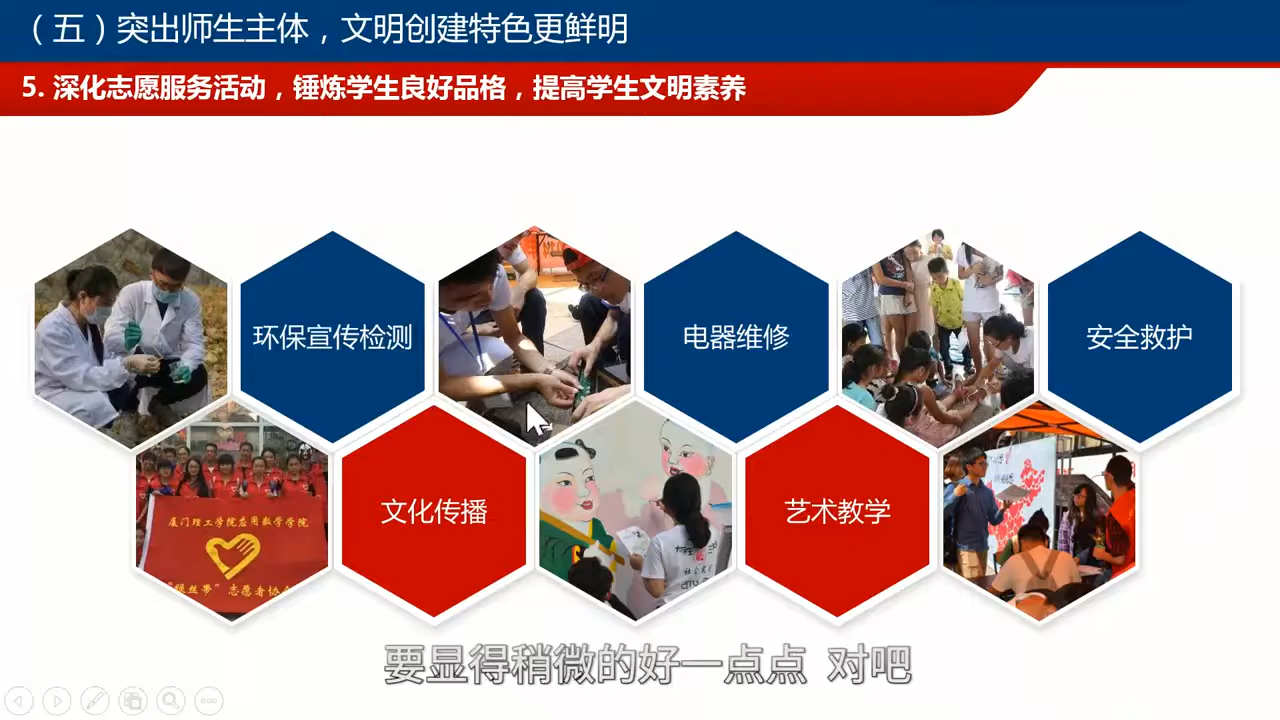 （五）突出师生主体，文明创建特色更鲜明
5. 深化志愿服务活动，锤炼学生良好品格，提高学生文明素养
环保宣传检测
电器维修
安全救护
厦门理工学院应用数学学院
文化传播
艺术教学
志愿者协会
要显得稍微的好一点点 对吧